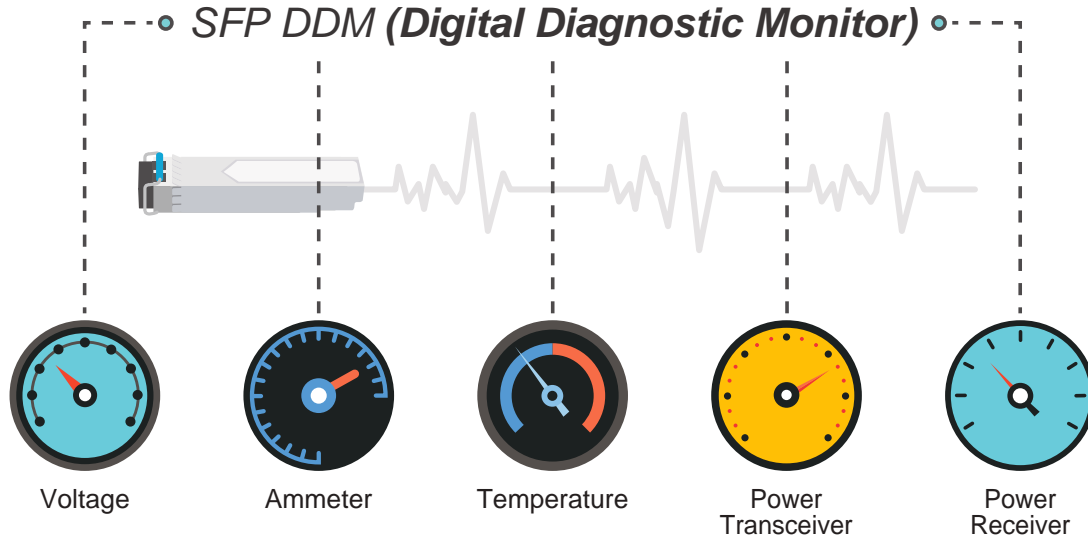 SFP DDM (Digital Diagnostic Monitor)
Voltage
Ammeter
Temperature
Power
Transceiver
Power
Receiver